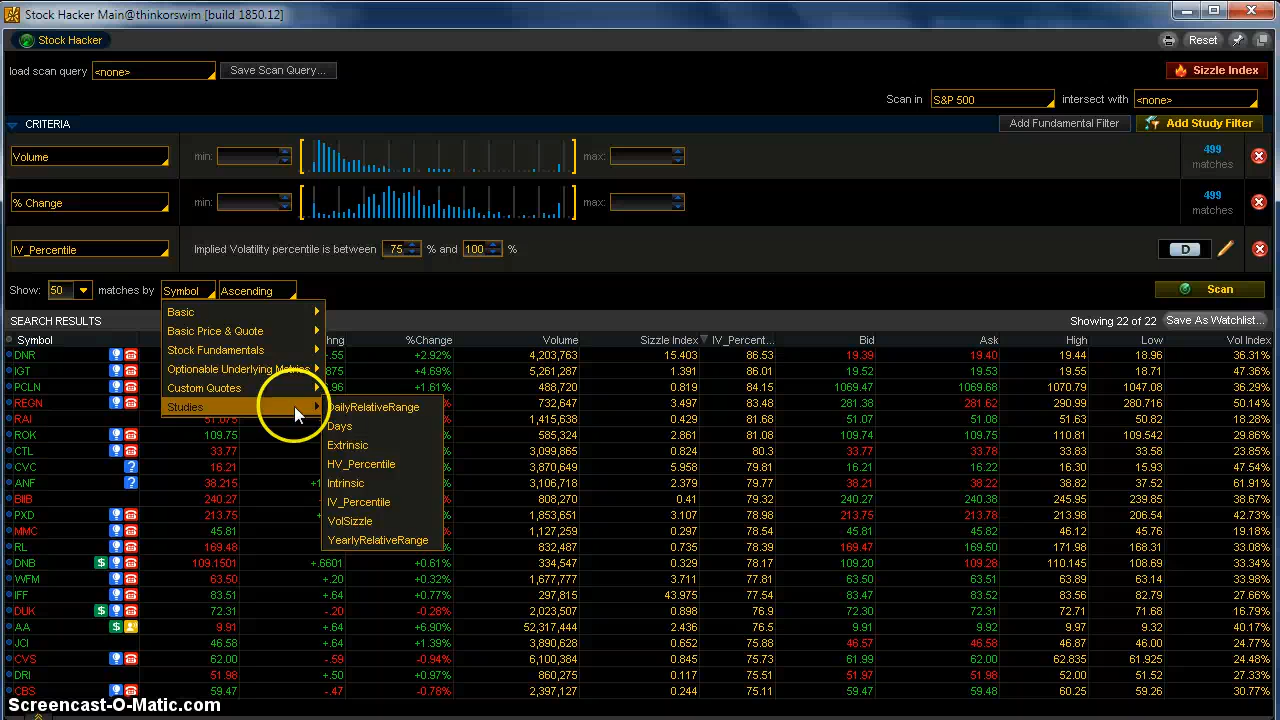 Stock Hacker Main@thinkorswim [build 1850.12]
Stock Hacker
Reset
load scan query <none> Save Scan Query... Sizzle Index
Scan in S&P 500 intersect with <none>
CRITERIA Add Fundamental Filter Add Study Filter
Volume min: max: 499 matches
% Change min: max: 499 matches
IV_Percentile Implied Volatility percentile is between 75 % and 100 % D
Show: 50 matches by Symbol Ascending Scan
SEARCH RESULTS Showing 22 of 22 Save As Watchlist...
Basic
Basic Price & Quote
Stock Fundamentals
Optionable Underlying Metrics
Custom Quotes
Studies
DailyRelativeRange
Days
Extrinsic
HV_Percentile
Intrinsic
IV_Percentile
VolSizzle
YearlyRelativeRange
Symbol hng %Change Volume Sizzle Index IV_Percent... Bid Ask High Low Vol Index
DNR .55 +2.92% 4,203,763 15.403 86.53 19.39 19.40 19.44 18.96 36.31%
IGT .875 +4.69% 5,261,287 1.391 86.01 19.52 19.53 19.55 18.71 47.36%
PCLN .96 +1.61% 488,720 0.819 84.15 1069.47 1069.68 1070.79 1047.08 36.50%
REGN 832,734 3.497 83.48 281.38 281.62 290.99 280.716 50.14%
RAI 51.075 1,415,638 0.429 81.58 51.07 51.08 51.63 51.06 24.84%
ROK 109.75 585,324 2.861 81.08 109.74 109.75 110.81 109.542 29.86%
CTL 33.77 3,099,865 0.824 80.3 33.77 33.78 33.83 33.58 23.85%
CVC 16.21 3,870,649 5.958 79.81 16.21 16.22 16.30 15.93 47.54%
ANF 38.215 +1 3,106,508 2.379 79.77 38.21 38.22 38.82 37.12 45.51%
BIIB 240.27 808,270 0.41 79.32 240.27 240.38 245.95 239.85 38.67%
PXD 213.75 1,853,651 3.107 78.98 213.75 213.78 213.98 206.54 42.73%
MMC 45.81 1,127,259 0.297 78.54 45.81 45.82 46.12 45.76 19.18%
RL 169.48 832,487 0.735 78.39 169.47 169.50 171.98 168.31 33.06%
DNB 109.1501 +.6601 +0.61% 334,547 0.329 78.17 109.20 109.28 110.145 108.69 33.34%
WFM 63.50 +.20 +0.32% 1,677,777 3.711 77.81 63.50 63.51 63.89 63.14 33.98%
IFF 83.51 +.64 +0.77% 297,815 43.975 77.58 83.47 83.52 83.54 82.79 27.66%
DUK 72.31 -.20 -0.28% 2,023,507 0.898 76.9 72.30 72.31 72.71 71.68 16.79%
AA 9.91 +.64 +6.90% 52,317,444 2.436 76.9 9.91 9.92 9.97 9.32 40.17%
JCI 46.58 +.64 +1.39% 3,890,628 0.652 75.88 46.57 46.58 46.87 46.00 24.77%
CVS 62.00 -.59 -0.94% 6,100,384 0.845 75.73 61.99 62.00 62.835 61.925 24.48%
DRI 51.98 +.50 +0.97% 860,275 0.117 75.51 51.97 51.98 52.09 51.51 24.77%
CBS 59.47 -.47 -0.78% 2,397,127 0.244 75.11 59.47 59.48 60.25 59.26 30.77%
Screencast-O-Matic.com